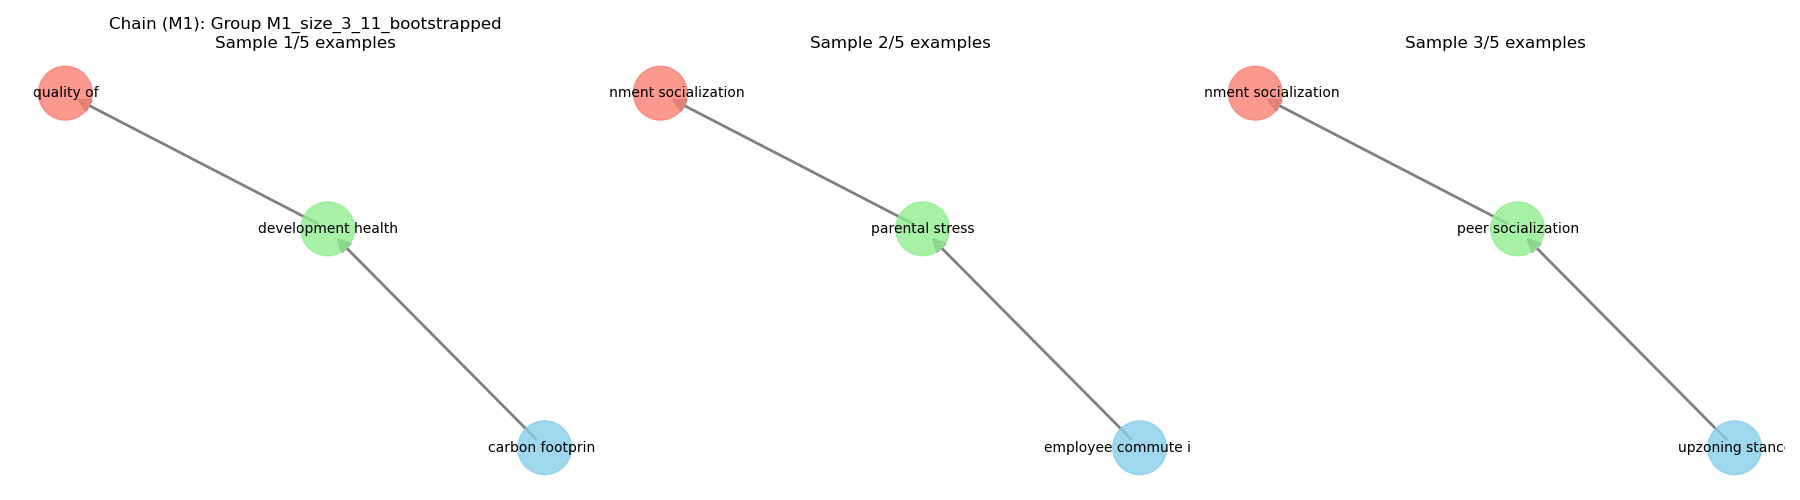 Chain (M1): Group M1_size_3_11_bootstrapped
Sample 1/5 examples
quality of
development health
carbon footprin
Sample 2/5 examples
nment socialization
parental stress
employee commute i
Sample 3/5 examples
nment socialization
peer socialization
upzoning stance